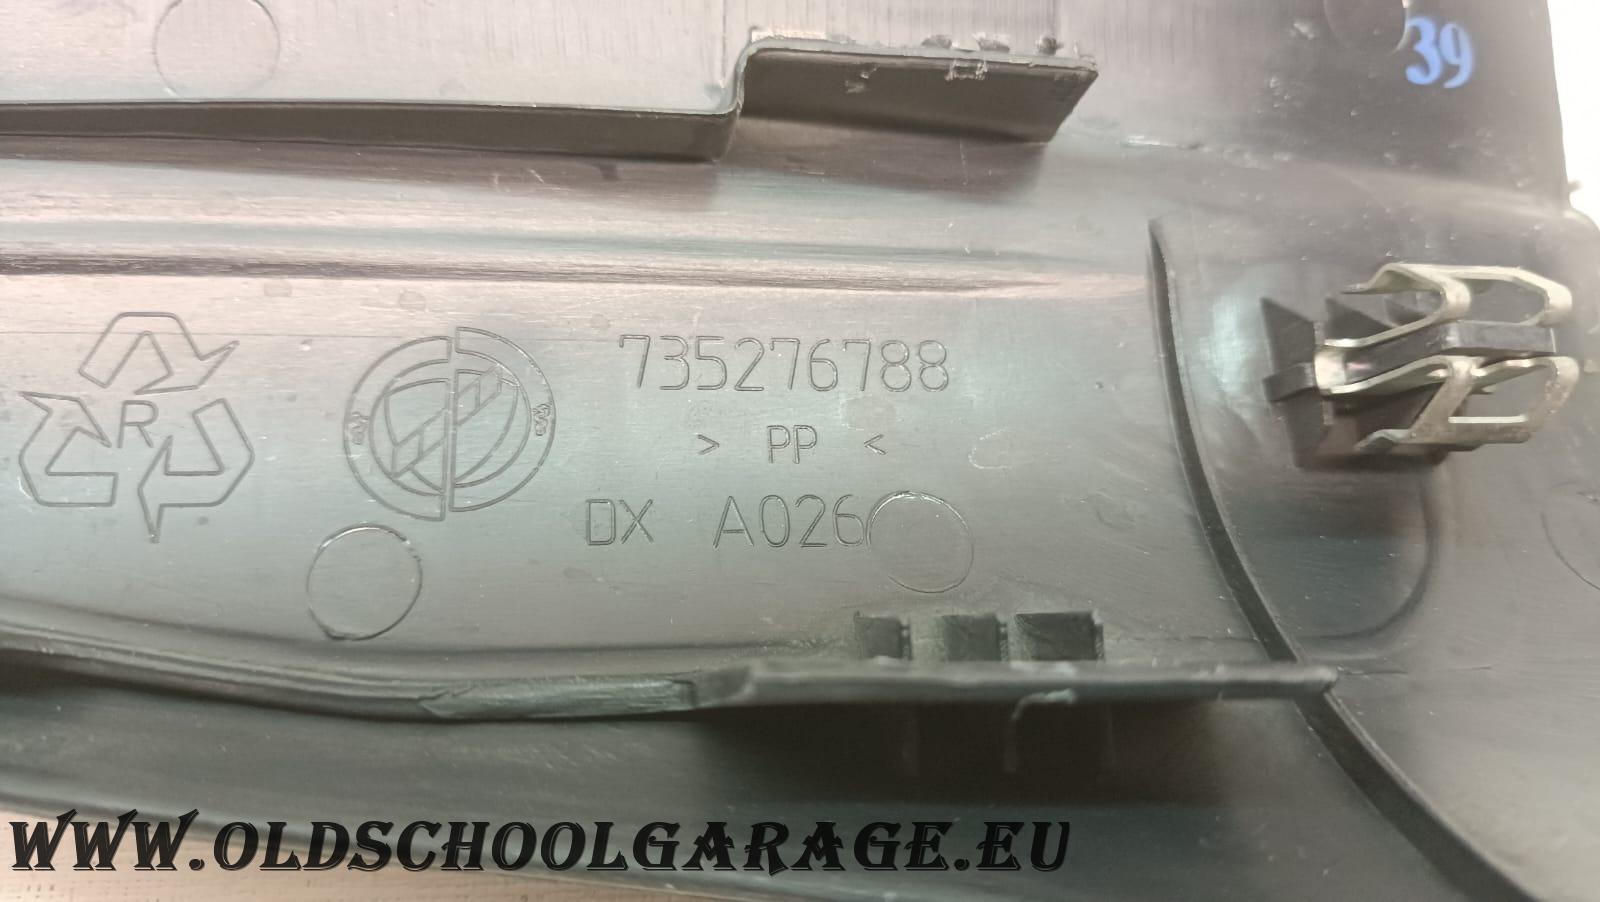 39
R
735276788
> PP <
DX A026
WWW.OLDSCHOOLGARAGE.EU